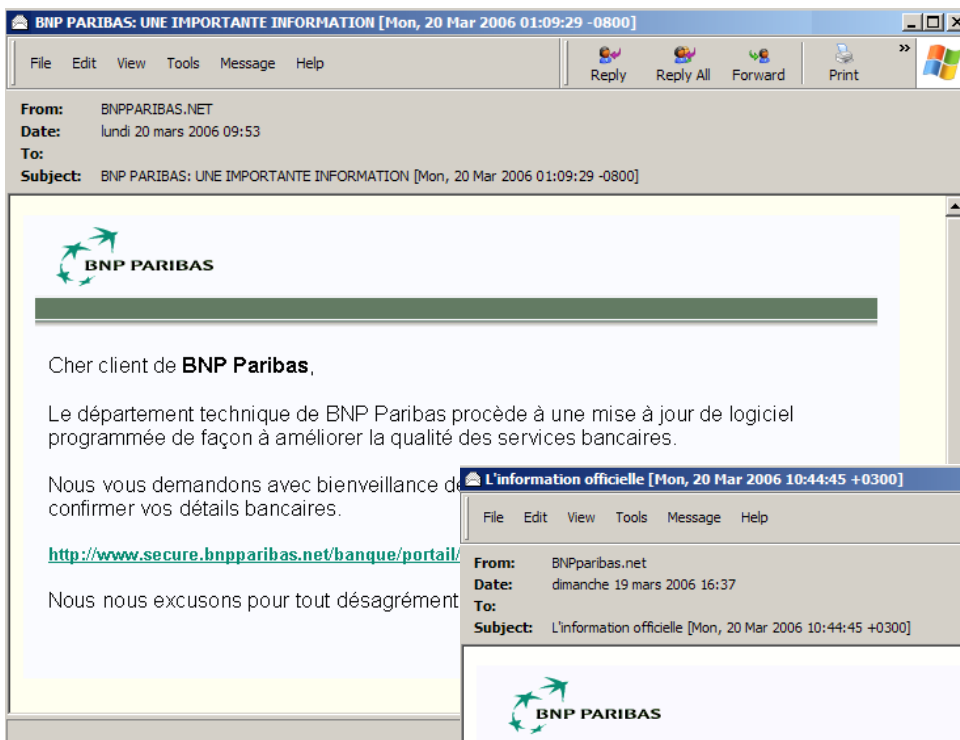 BNP PARIBAS: UNE IMPORTANTE INFORMATION [Mon, 20 Mar 2006 01:09:29 -0800]
File Edit View Tools Message Help
Reply Reply All Forward Print »
From: BNPPARIBAS.NET
Date: lundi 20 mars 2006 09:53
To:
Subject: BNP PARIBAS: UNE IMPORTANTE INFORMATION [Mon, 20 Mar 2006 01:09:29 -0800]
BNP PARIBAS
Cher client de BNP Paribas,
Le département technique de BNP Paribas procède à une mise à jour de logiciel
programmée de façon à améliorer la qualité des services bancaires.
Nous vous demandons avec bienveillance
confirmer vos détails bancaires.
http://www.secure.bnpparibas.net/banque/portail/
Nous nous excusons pour tout désagrément
L'information officielle [Mon, 20 Mar 2006 10:44:45 +0300]
File Edit View Tools Message Help
From: BNPparibas.net
Date: dimanche 19 mars 2006 16:37
To:
Subject: L'information officielle [Mon, 20 Mar 2006 10:44:45 +0300]
BNP PARIBAS